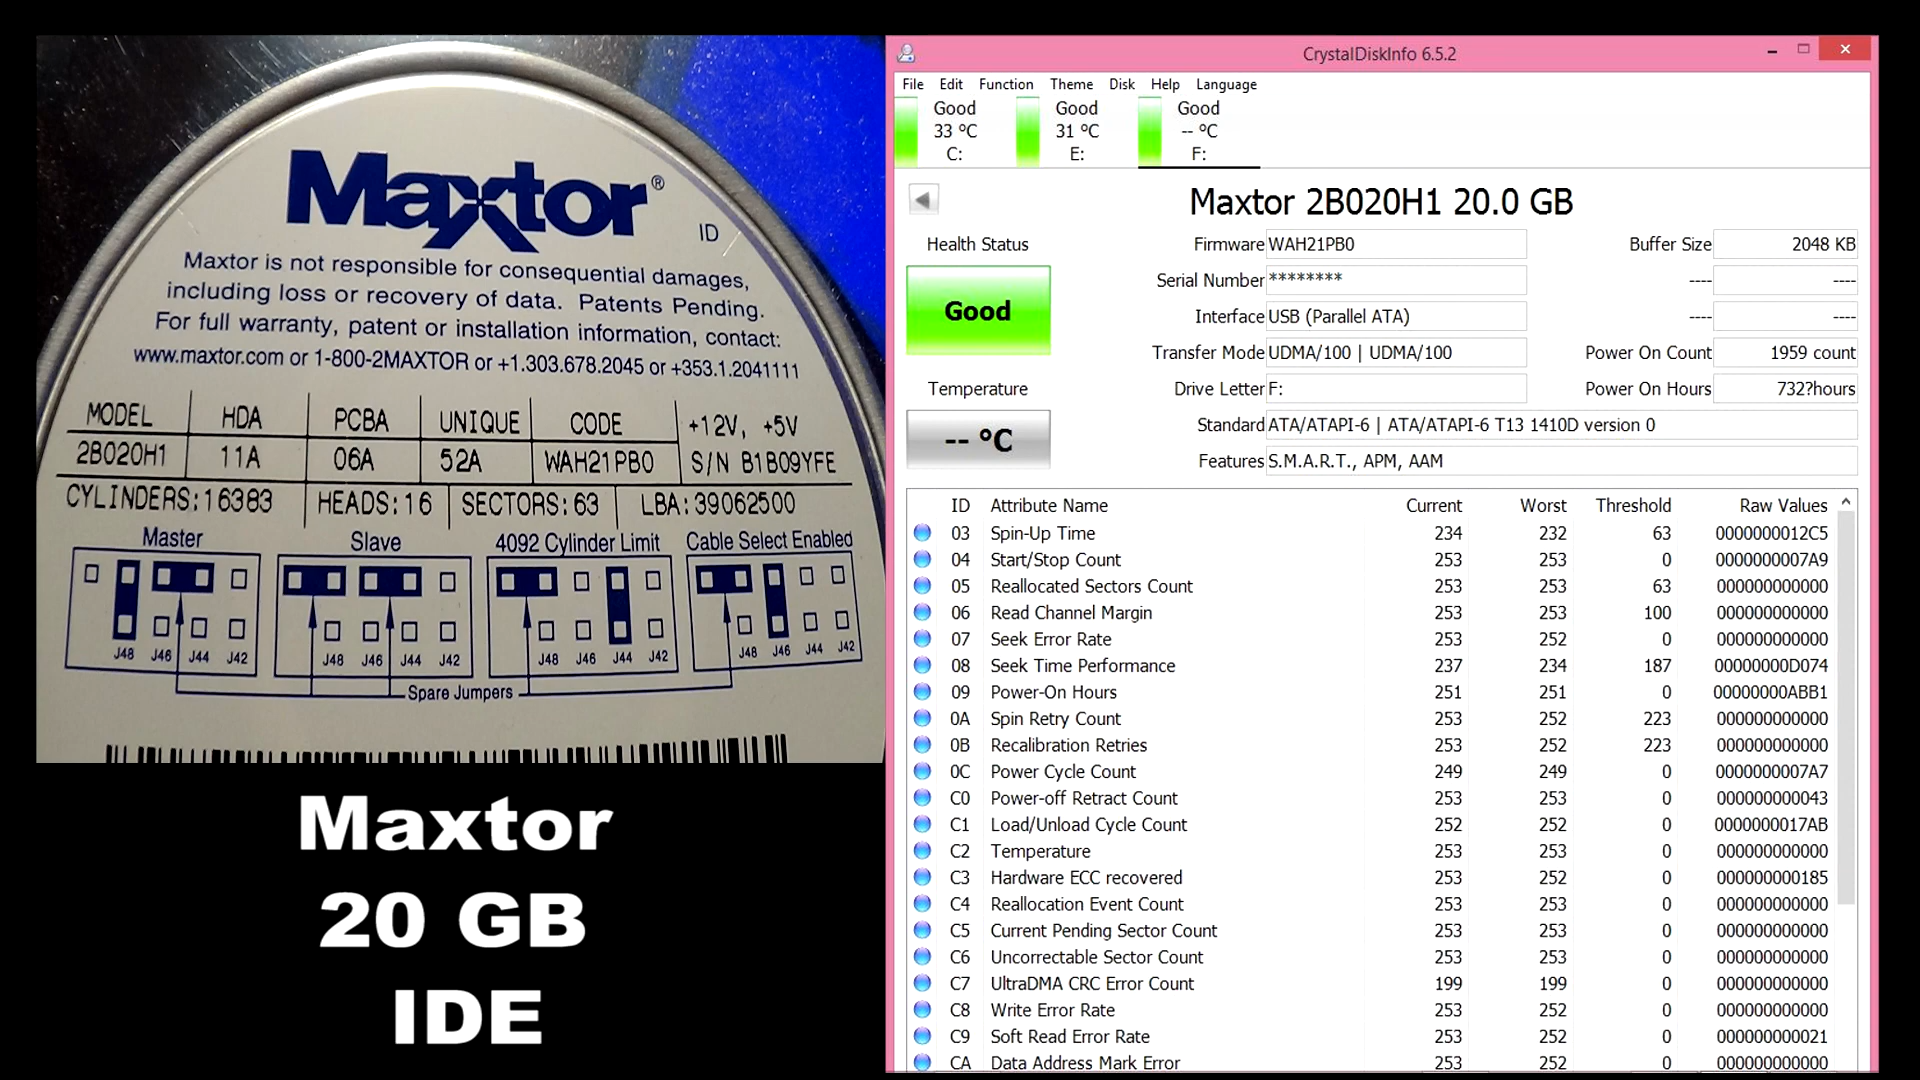 Maxtor®
ID
Maxtor is not responsible for consequential damages,
including loss or recovery of data. Patents Pending.
For full warranty, patent or installation information, contact:
www.maxtor.com or 1-800-2MAXTOR or +1.303.678.2045 or +353.1.2041111
MODEL HDA PCBA UNIQUE CODE +12V, +5V
2B020H1 11A 06A 52A WAH21PB0 S/N B1B09YFE
CYLINDERS:16383 HEADS:16 SECTORS:63 LBA:39062500
Master Slave 4092 Cylinder Limit Cable Select Enabled
J48 J46 J44 J42 J48 J46 J44 J42 J48 J46 J44 J42 J48 J46 J44 J42
Spare Jumpers
Maxtor
20 GB
IDE
CrystalDiskInfo 6.5.2
File Edit Function Theme Disk Help Language
Good Good Good
33 °C 31 °C -- °C
C: E: F:
Maxtor 2B020H1 20.0 GB
Health Status
Good
Temperature
-- °C
Firmware WAH21PB0 Buffer Size 2048 KB
Serial Number ******** ---- ----
Interface USB (Parallel ATA) ---- ----
Transfer Mode UDMA/100 | UDMA/100 Power On Count 1959 count
Drive Letter F: Power On Hours 732?hours
Standard ATA/ATAPI-6 | ATA/ATAPI-6 T13 1410D version 0
Features S.M.A.R.T., APM, AAM
ID Attribute Name Current Worst Threshold Raw Values
03 Spin-Up Time 234 232 63 0000000012C5
04 Start/Stop Count 253 253 0 0000000007A9
05 Reallocated Sectors Count 253 253 63 000000000000
06 Read Channel Margin 253 253 100 000000000000
07 Seek Error Rate 253 252 0 000000000000
08 Seek Time Performance 237 234 187 00000000D074
09 Power-On Hours 251 251 0 00000000ABB1
0A Spin Retry Count 253 252 223 000000000000
0B Recalibration Retries 253 252 223 000000000000
0C Power Cycle Count 249 249 0 0000000007A7
C0 Power-off Retract Count 253 253 0 000000000043
C1 Load/Unload Cycle Count 252 252 0 0000000017AB
C2 Temperature 253 253 0 000000000000
C3 Hardware ECC recovered 253 252 0 000000000185
C4 Reallocation Event Count 253 253 0 000000000000
C5 Current Pending Sector Count 253 253 0 000000000000
C6 Uncorrectable Sector Count 253 253 0 000000000000
C7 UltraDMA CRC Error Count 199 199 0 000000000000
C8 Write Error Rate 253 252 0 000000000000
C9 Soft Read Error Rate 253 252 0 000000000021
CA Data Address Mark Error 253 252 0 000000000000